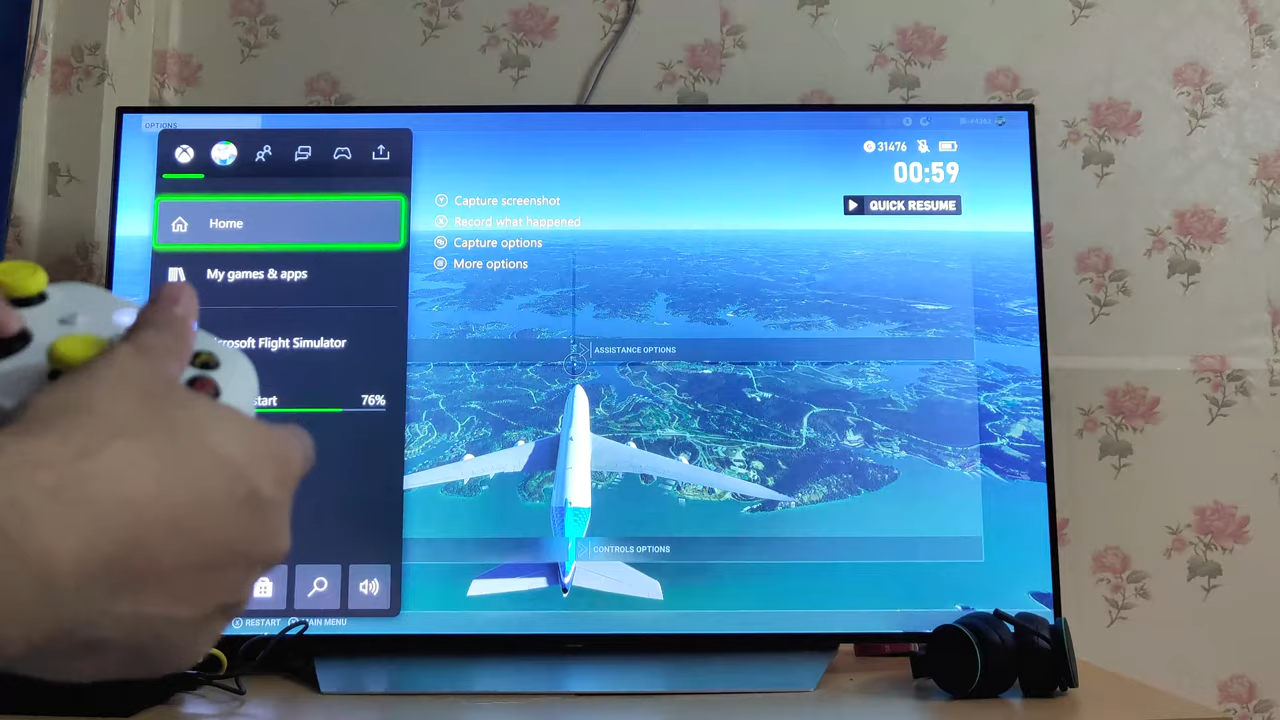 OPTIONS
31476
00:59
QUICK RESUME
Home
My games & apps
rosoft Flight Simulator
start
76%
Capture screenshot
Record what happened
Capture options
More options
ASSISTANCE OPTIONS
CONTROLS OPTIONS
RESTART
MAIN MENU